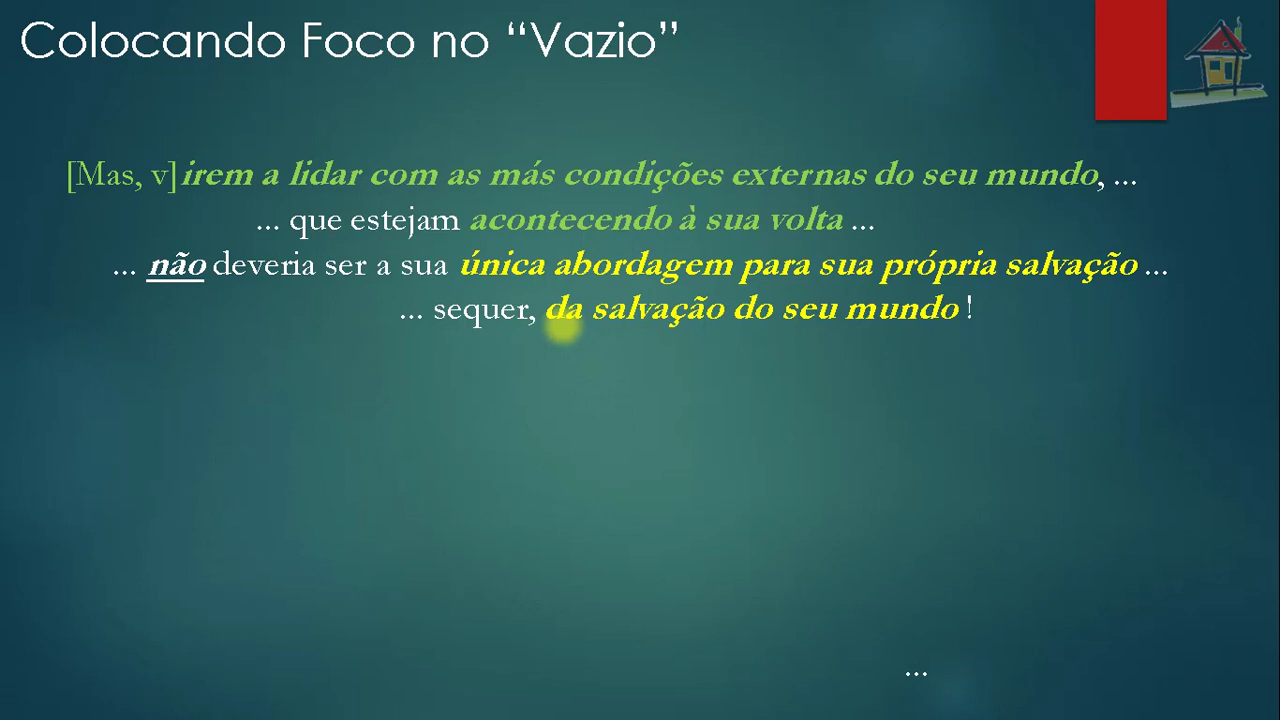 Colocando Foco no “Vazio”
[Mas, v]irem a lidar com as más condições externas do seu mundo, ...
... que estejam acontecendo à sua volta ...
... não deveria ser a sua única abordagem para sua própria salvação ...
... sequer, da salvação do seu mundo !
...